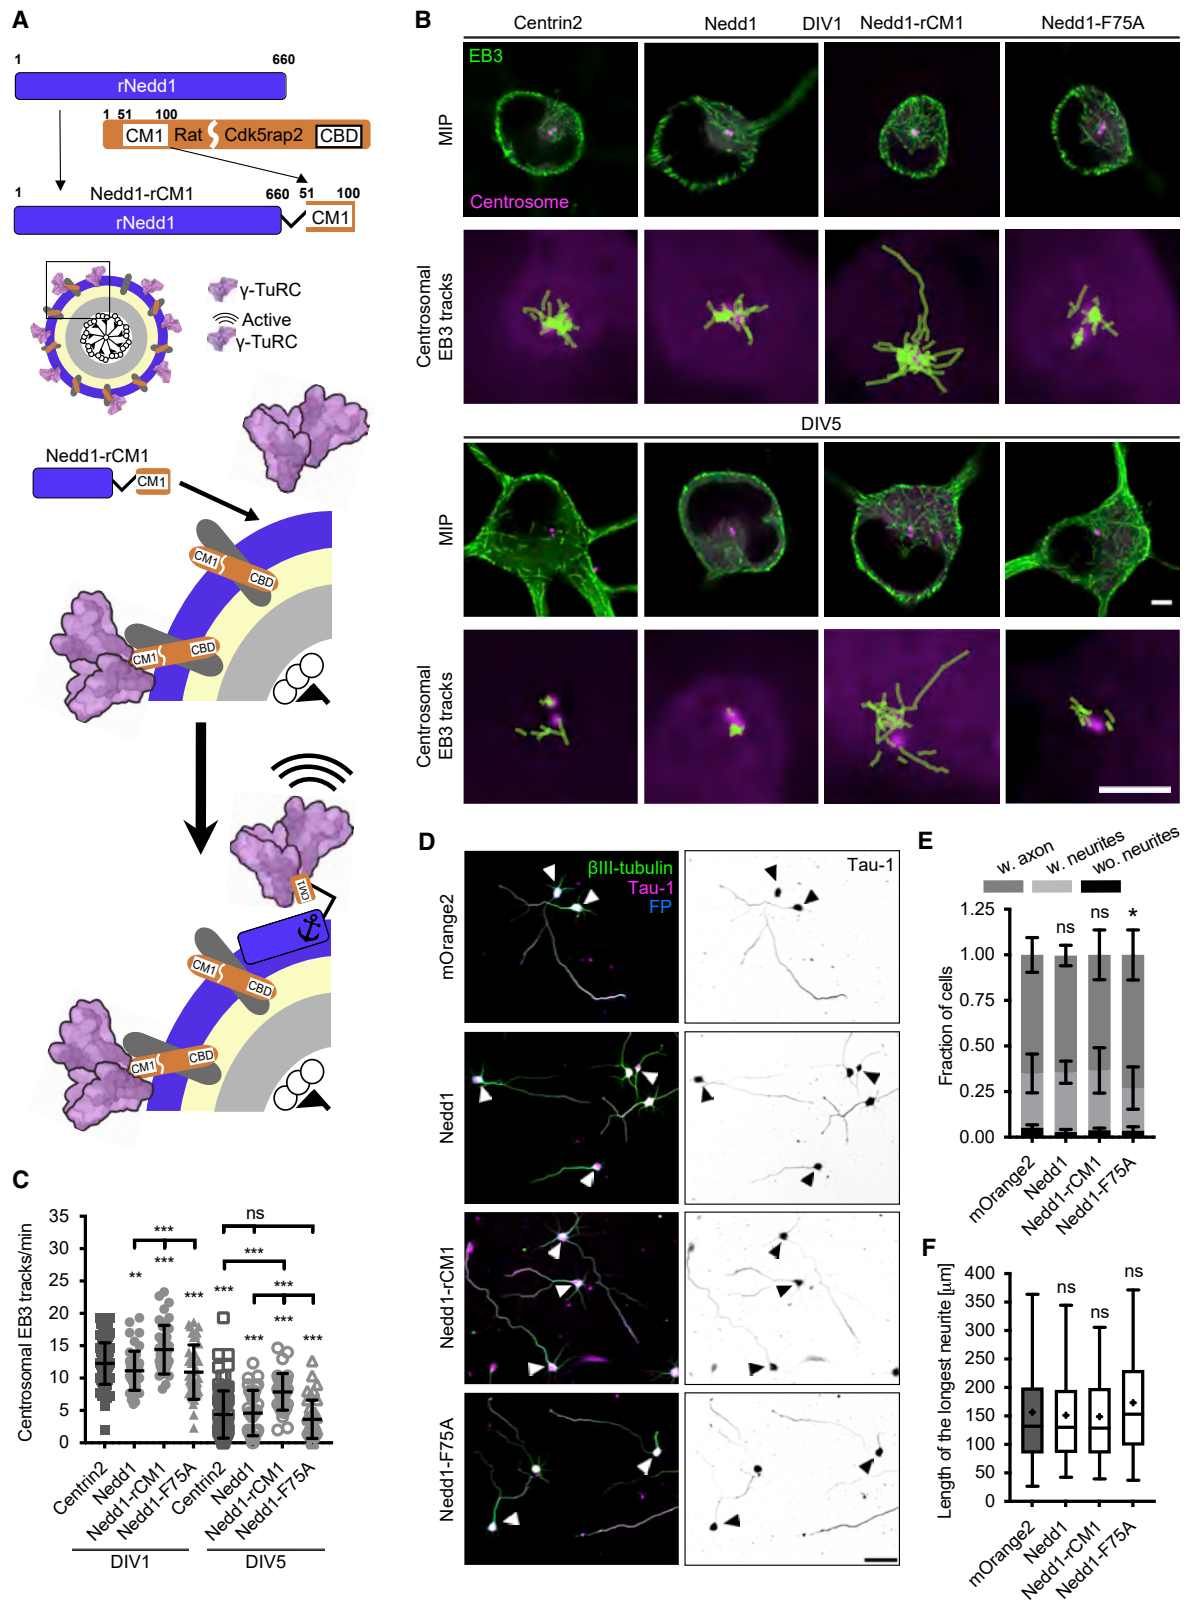 A
1 660
rNedd1
1 51 100
CM1 Rat Cdk5rap2 CBD
Nedd1-rCM1
1 660 51 100
rNedd1 CM1
γ-TuRC
Active
γ-TuRC
Nedd1-rCM1
CM1
CM1 CBD
CM1 CBD
CM1
CM1 CBD
CM1 CBD
B
Centrin2 Nedd1 DIV1 Nedd1-rCM1 Nedd1-F75A
MIP
EB3
Centrosome
Centrosomal
EB3 tracks
DIV5
MIP
Centrosomal
EB3 tracks
C
Centrosomal EB3 tracks/min
35
30
25
20
15
10
5
0
** *** *** ***
*** *** *** ***
*** *** ns
***
Centrin2
Nedd1
Nedd1-rCM1
Nedd1-F75A
Centrin2
Nedd1
Nedd1-rCM1
Nedd1-F75A
DIV1 DIV5
D
βIII-tubulin
Tau-1
FP
Tau-1
mOrange2
Nedd1
Nedd1-rCM1
Nedd1-F75A
E
w. axon
w. neurites
wo. neurites
Fraction of cells
1.25
1.00
0.75
0.50
0.25
0.00
ns ns *
mOrange2
Nedd1
Nedd1-rCM1
Nedd1-F75A
F
Length of the longest neurite [µm]
400
350
300
250
200
150
100
50
0
ns ns ns
mOrange2
Nedd1
Nedd1-rCM1
Nedd1-F75A